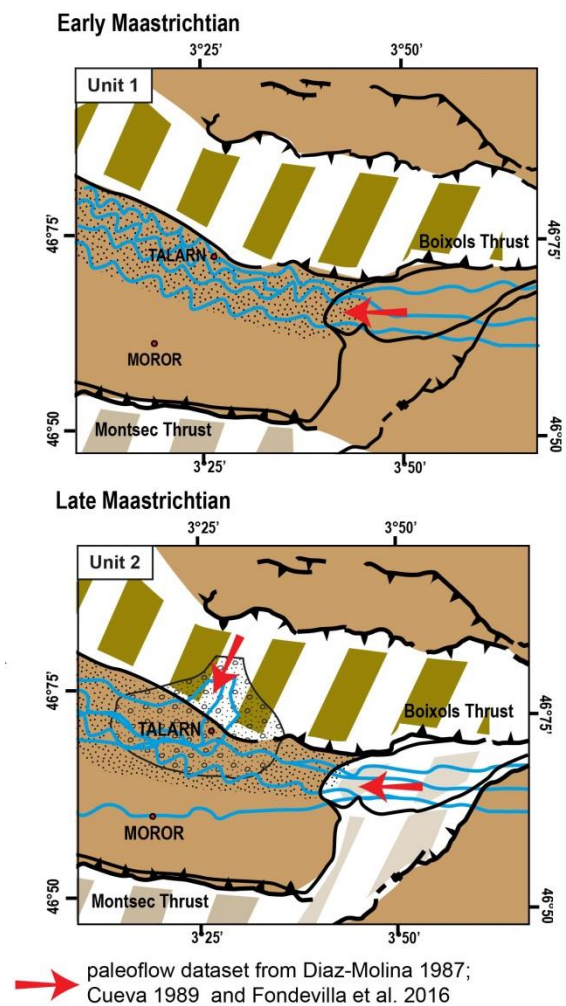 Early Maastrichtian
3°25' 3°50'
Unit 1
46°75' 46°75'
Boixols Thrust
TALARN
MOROR
46°50 46°50
Montsec Thrust
3°25' 3°50'
Late Maastrichtian
3°25' 3°50'
Unit 2
46°75' 46°75'
Boixols Thrust
TALARN
MOROR
46°50 46°50
Montsec Thrust
3°25' 3°50'
paleoflow dataset from Diaz-Molina 1987;
Cueva 1989 and Fondevilla et al. 2016